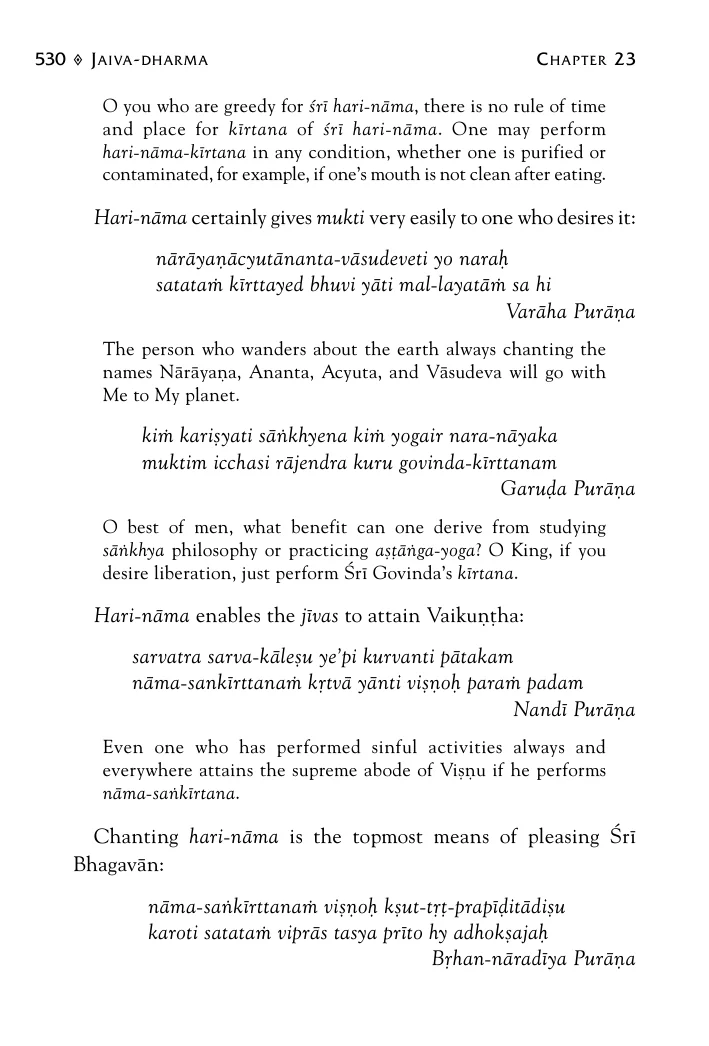 530 ⟡ JAIVA-DHARMA CHAPTER 23
O you who are greedy for śrī hari-nāma, there is no rule of time
and place for kīrtana of śrī hari-nāma. One may perform
hari-nāma-kīrtana in any condition, whether one is purified or
contaminated, for example, if one's mouth is not clean after eating.
Hari-nāma certainly gives mukti very easily to one who desires it:
nārāyaṇācyutānanta-vāsudeveti yo naraḥ
satataṁ kīrttayed bhuvi yāti mal-layatāṁ sa hi
Varāha Purāṇa
The person who wanders about the earth always chanting the
names Nārāyaṇa, Ananta, Acyuta, and Vāsudeva will go with
Me to My planet.
kiṁ kariṣyati sāṅkhyena kiṁ yogair nara-nāyaka
muktim icchasi rājendra kuru govinda-kīrttanam
Garuḍa Purāṇa
O best of men, what benefit can one derive from studying
sāṅkhya philosophy or practicing aṣṭāṅga-yoga? O King, if you
desire liberation, just perform Śrī Govinda's kīrtana.
Hari-nāma enables the jīvas to attain Vaikuṇṭha:
sarvatra sarva-kāleṣu ye'pi kurvanti pātakam
nāma-sankīrttanaṁ kṛtvā yānti viṣṇoḥ paraṁ padam
Nandī Purāṇa
Even one who has performed sinful activities always and
everywhere attains the supreme abode of Viṣṇu if he performs
nāma-saṅkīrtana.
Chanting hari-nāma is the topmost means of pleasing Śrī
Bhagavān:
nāma-saṅkīrttanaṁ viṣṇoḥ kṣut-tṛṭ-prapīḍitādiṣu
karoti satataṁ viprās tasya prīto hy adhokṣajaḥ
Bṛhan-nāradīya Purāṇa